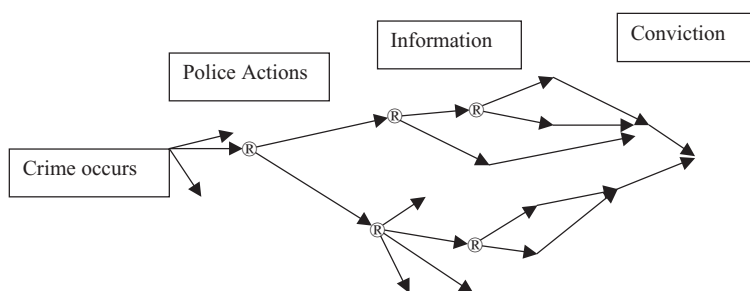 Conviction
Information
Police Actions
Crime occurs
R
R
R
R
R